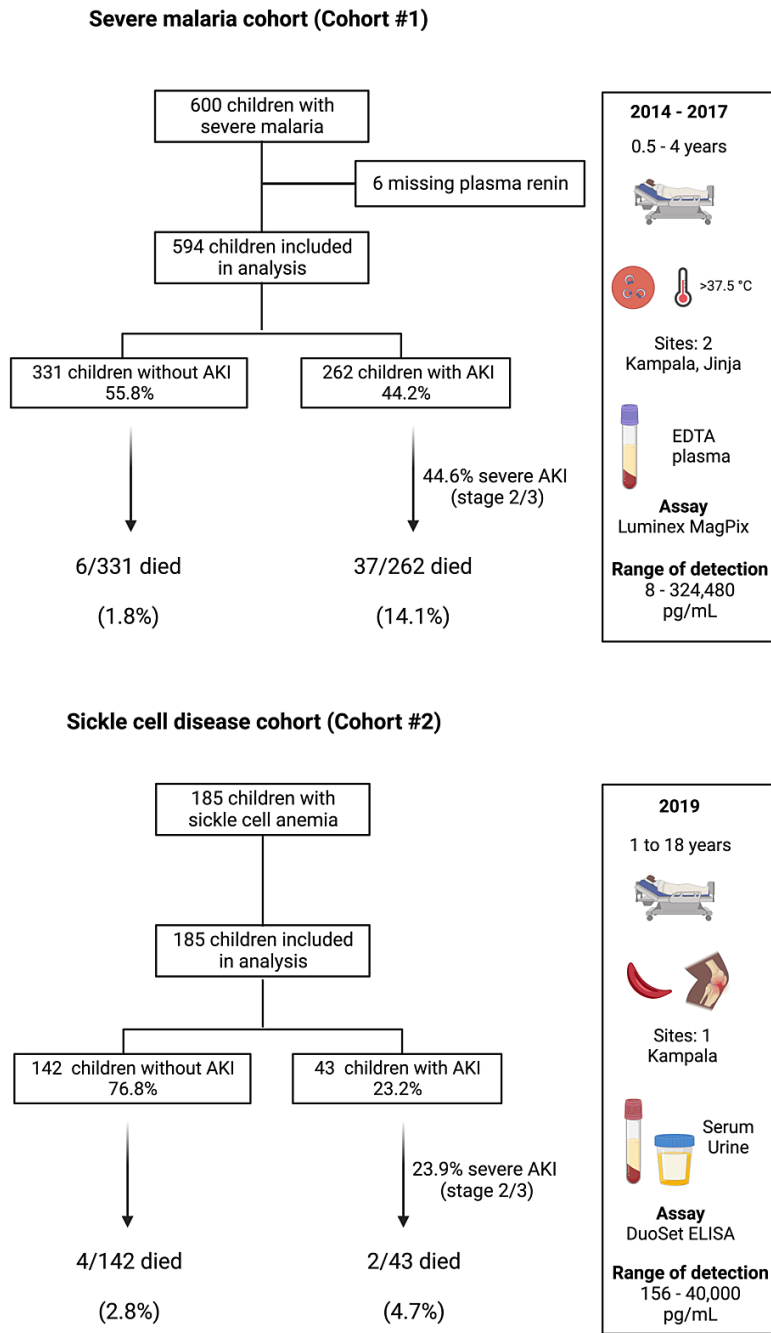 Severe malaria cohort (Cohort #1)
600 children with
severe malaria
6 missing plasma renin
594 children included
in analysis
331 children without AKI
55.8%
262 children with AKI
44.2%
44.6% severe AKI
(stage 2/3)
6/331 died
(1.8%)
37/262 died
(14.1%)
2014 - 2017
0.5 - 4 years
>37.5 °C
Sites: 2
Kampala, Jinja
EDTA
plasma
Assay
Luminex MagPix
Range of detection
8 - 324,480
pg/mL
Sickle cell disease cohort (Cohort #2)
185 children with
sickle cell anemia
185 children included
in analysis
142 children without AKI
76.8%
43 children with AKI
23.2%
23.9% severe AKI
(stage 2/3)
4/142 died
(2.8%)
2/43 died
(4.7%)
2019
1 to 18 years
Sites: 1
Kampala
Serum
Urine
Assay
DuoSet ELISA
Range of detection
156 - 40,000
pg/mL